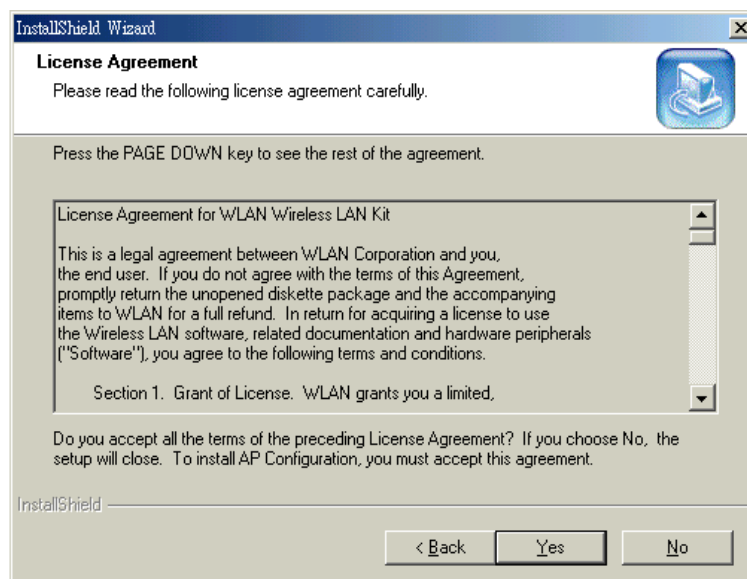 InstallShield Wizard
License Agreement
Please read the following license agreement carefully.
Press the PAGE DOWN key to see the rest of the agreement.
License Agreement for WLAN Wireless LAN Kit
This is a legal agreement between WLAN Corporation and you,
the end user.  If you do not agree with the terms of this Agreement,
promptly return the unopened diskette package and the accompanying
items to WLAN for a full refund.  In return for acquiring a license to use
the Wireless LAN software, related documentation and hardware peripherals
("Software"), you agree to the following terms and conditions.
Section 1.  Grant of License.  WLAN grants you a limited,
Do you accept all the terms of the preceding License Agreement?  If you choose No,  the
setup will close.  To install AP Configuration, you must accept this agreement.
InstallShield
< Back
Yes
No